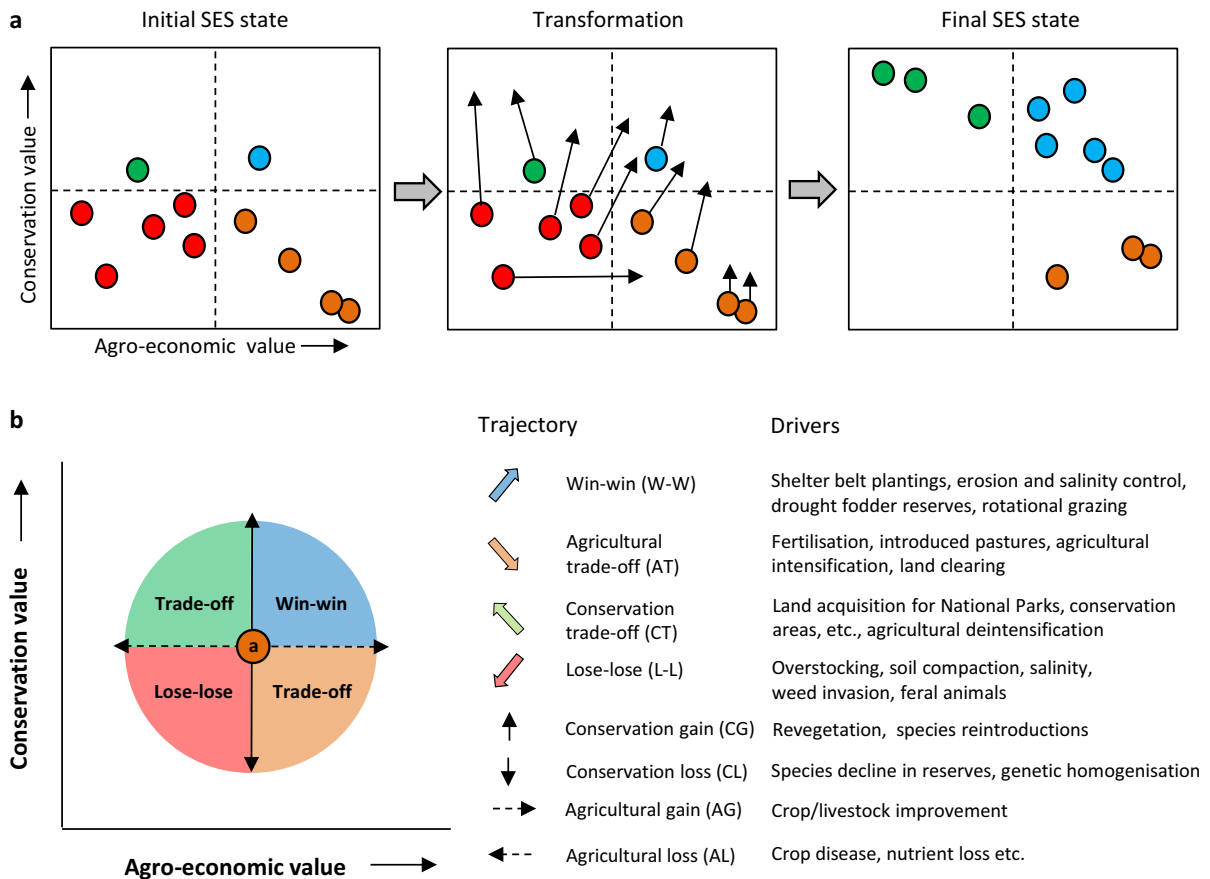 a
Initial SES state
Transformation
Final SES state
Conservation value
Agro-economic value
b
Trajectory
Drivers
Conservation value
Trade-off
Win-win
a
Lose-lose
Trade-off
Agro-economic value
Win-win (W-W)
Shelter belt plantings, erosion and salinity control,
drought fodder reserves, rotational grazing
Agricultural
trade-off (AT)
Fertilisation, introduced pastures, agricultural
intensification, land clearing
Conservation
trade-off (CT)
Land acquisition for National Parks, conservation
areas, etc., agricultural deintensification
Lose-lose (L-L)
Overstocking, soil compaction, salinity,
weed invasion, feral animals
Conservation gain (CG)
Revegetation, species reintroductions
Conservation loss (CL)
Species decline in reserves, genetic homogenisation
Agricultural gain (AG)
Crop/livestock improvement
Agricultural loss (AL)
Crop disease, nutrient loss etc.